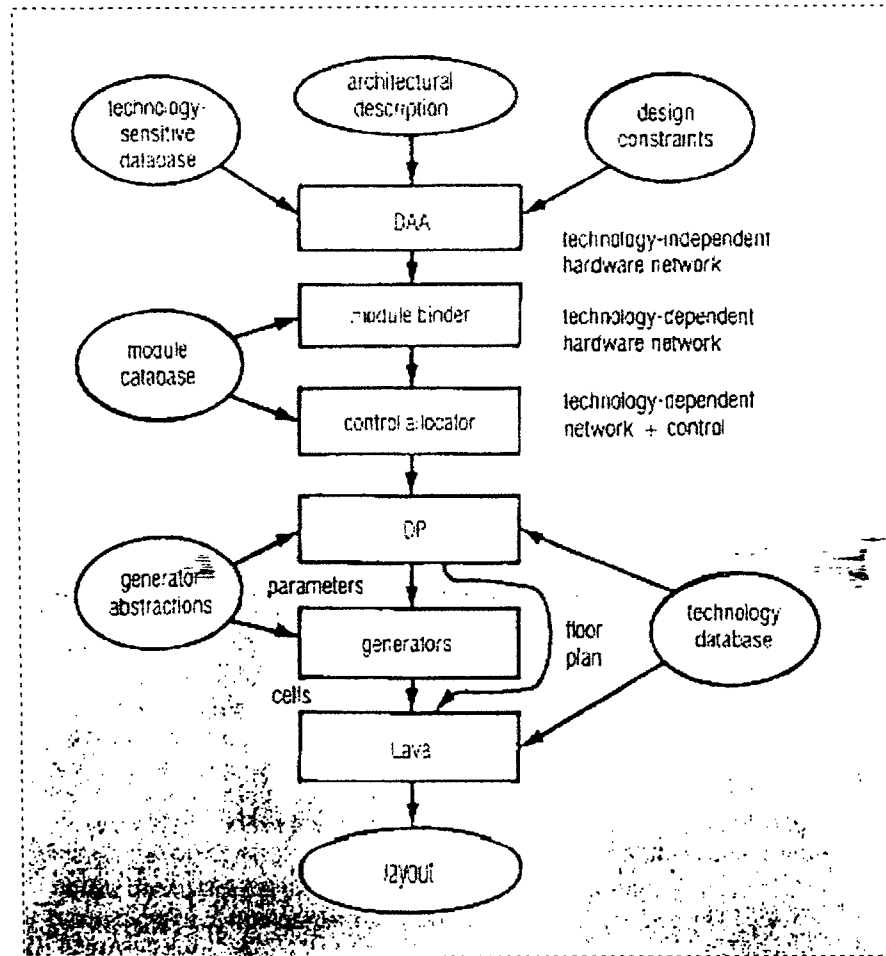 technology-
sensitive
database
architectural
description
design
constraints
DAA
technology-independent
hardware network
module binder
technology-dependent
hardware network
module
database
control allocator
technology-dependent
network + control
DP
generator
abstractions
parameters
generators
floor
plan
technology
database
cells
Lava
layout